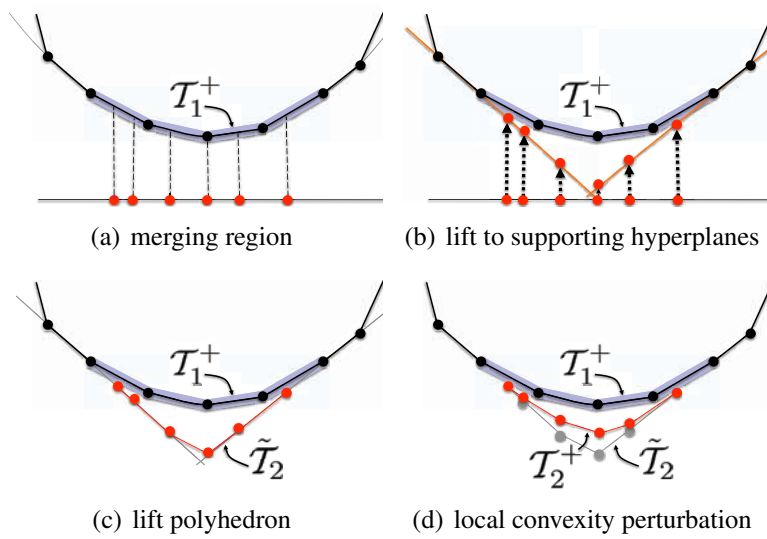 𝒯₁⁺
𝒯₁⁺
(a) merging region
(b) lift to supporting hyperplanes
𝒯₁⁺
𝒯̃₂
𝒯₁⁺
𝒯₂⁺ 𝒯̃₂
(c) lift polyhedron
(d) local convexity perturbation